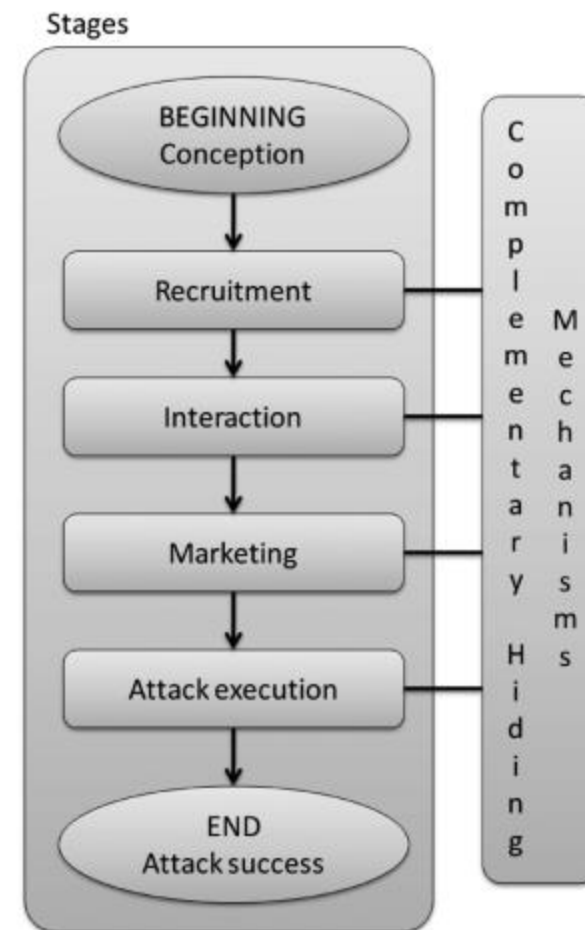 Stages
BEGINNING
Conception
Recruitment
Interaction
Marketing
Attack execution
END
Attack success
Complementary Hiding
Mechanisms